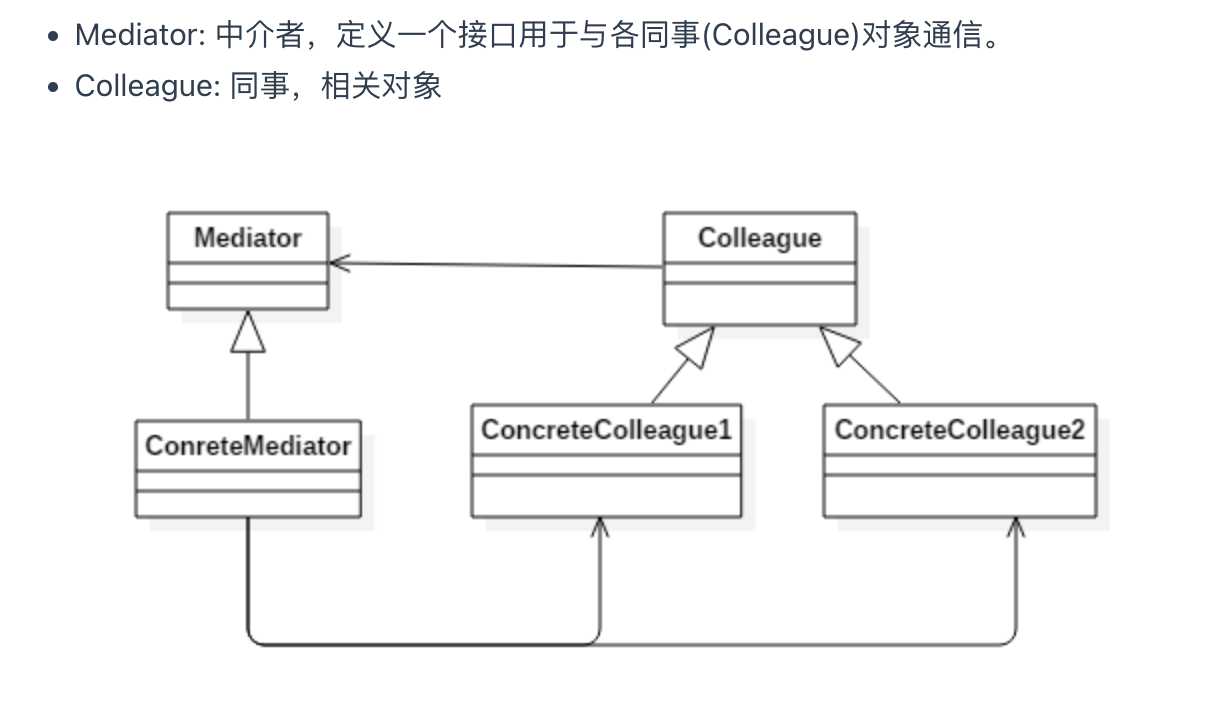 Mediator: 中介者，定义一个接口用于与各同事(Colleague)对象通信。
Colleague: 同事，相关对象
Mediator
Colleague
ConreteMediator
ConcreteColleague1
ConcreteColleague2